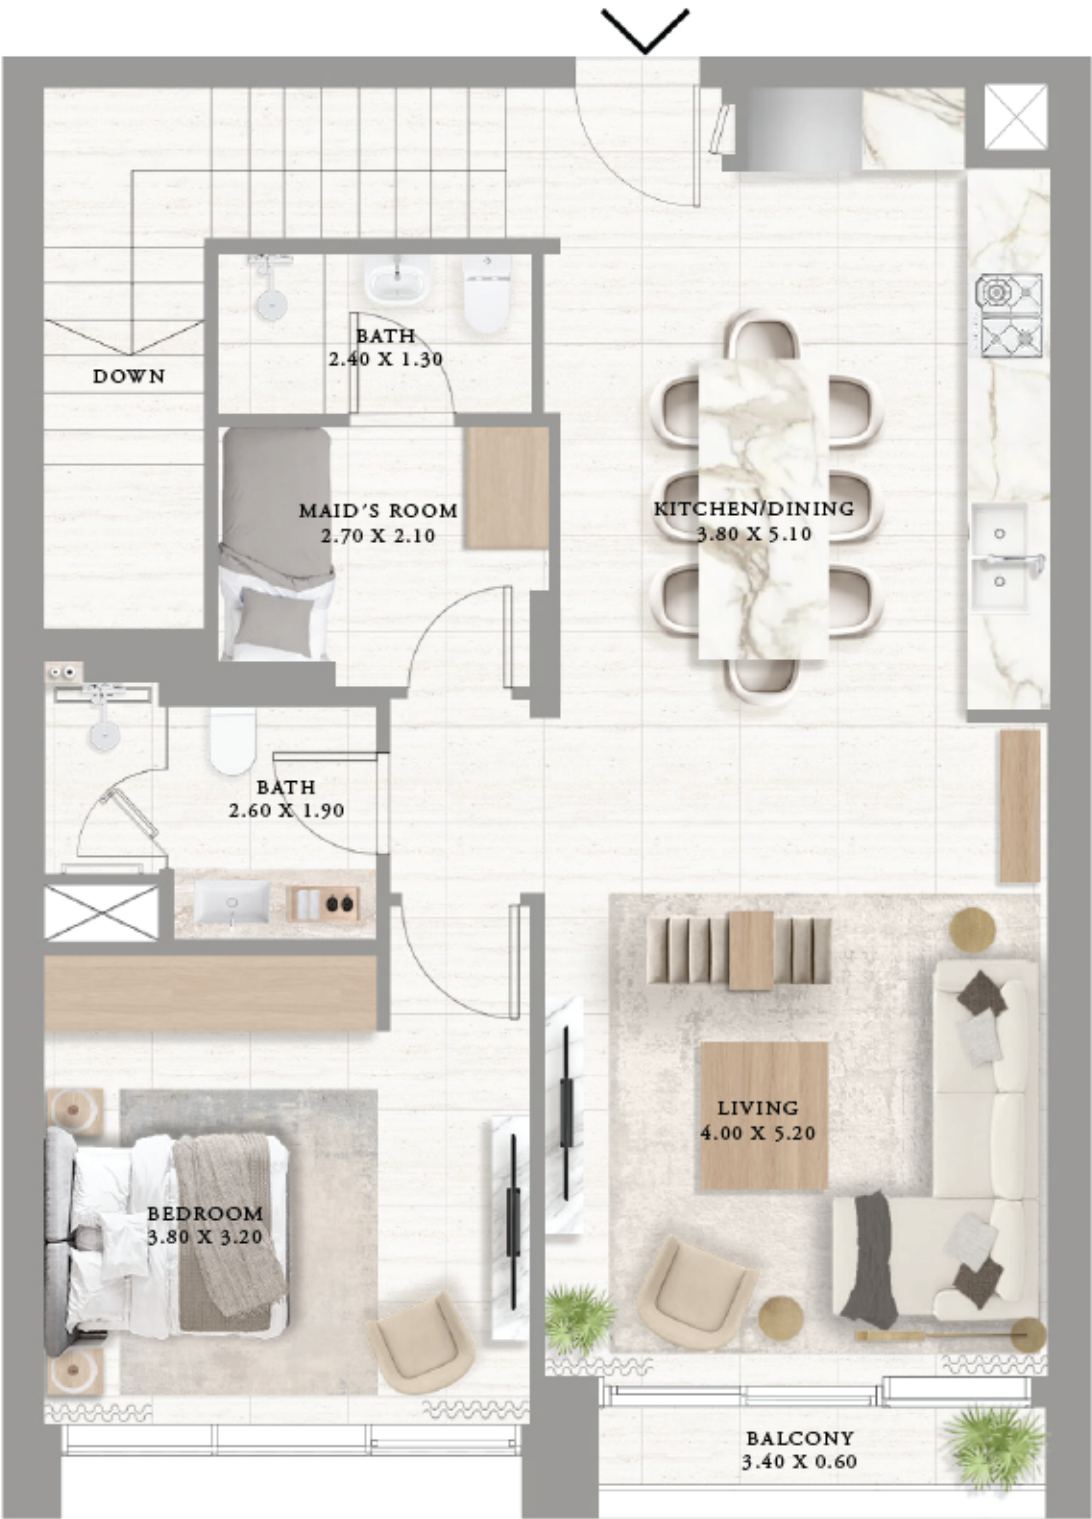 BATH
2.40 X 1.30
DOWN
MAID'S ROOM
2.70 X 2.10
KITCHEN/DINING
3.80 X 5.10
BATH
2.60 X 1.90
LIVING
4.00 X 5.20
BEDROOM
3.80 X 3.20
BALCONY
3.40 X 0.60